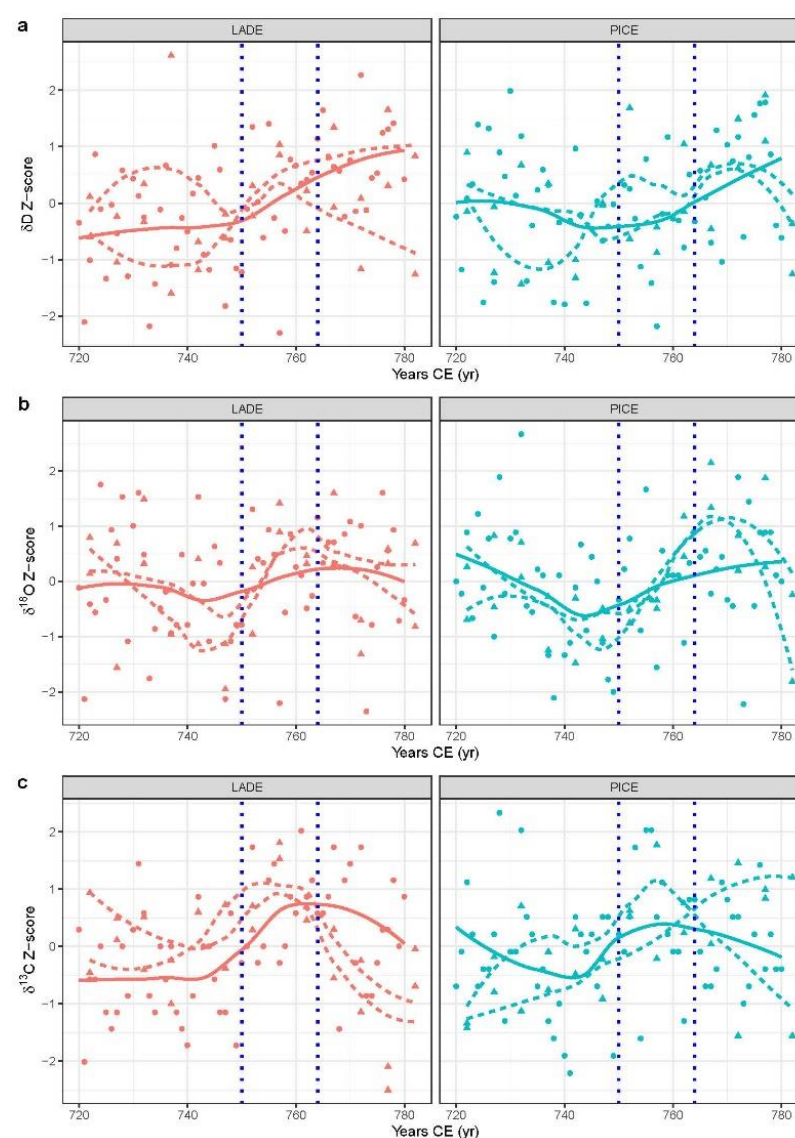 a
LADE
PICE
δD Z−score
2
1
0
−1
−2
720
740
760
780
720
740
760
780
Years CE (yr)
Years CE (yr)
b
LADE
PICE
δ¹⁸O Z−score
2
1
0
−1
−2
720
740
760
780
720
740
760
780
Years CE (yr)
Years CE (yr)
c
LADE
PICE
δ¹³C Z−score
2
1
0
−1
−2
720
740
760
780
720
740
760
780
Years CE (yr)
Years CE (yr)